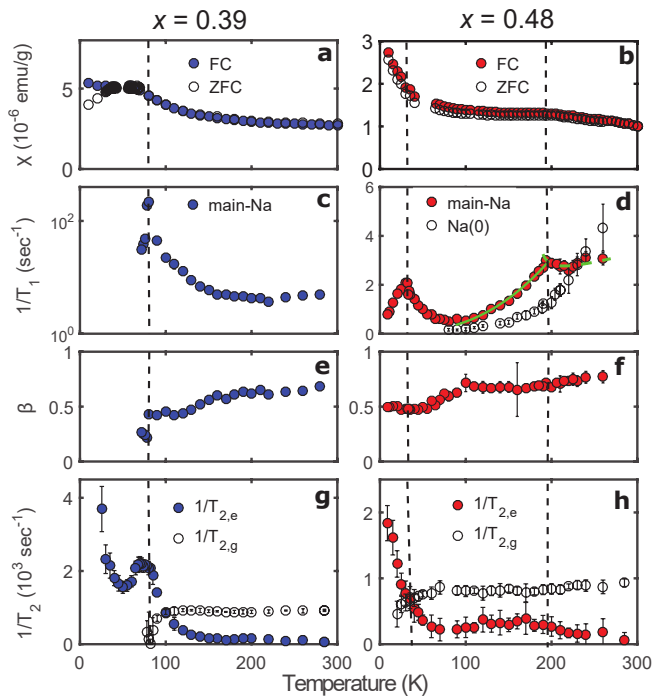 x = 0.39
x = 0.48
a
FC
ZFC
χ (10⁻⁶ emu/g)
5
0
b
FC
ZFC
3
2
1
0
c
main-Na
1/T₁ (sec⁻¹)
10²
10⁰
d
main-Na
Na(0)
6
4
2
0
e
β
1
0.5
0
f
1
0.5
0
g
1/T₂,ₑ
1/T₂,g
1/T₂ (10³ sec⁻¹)
4
2
0
0 100 200 300
h
1/T₂,ₑ
1/T₂,g
2
1
0
0 100 200 300
Temperature (K)